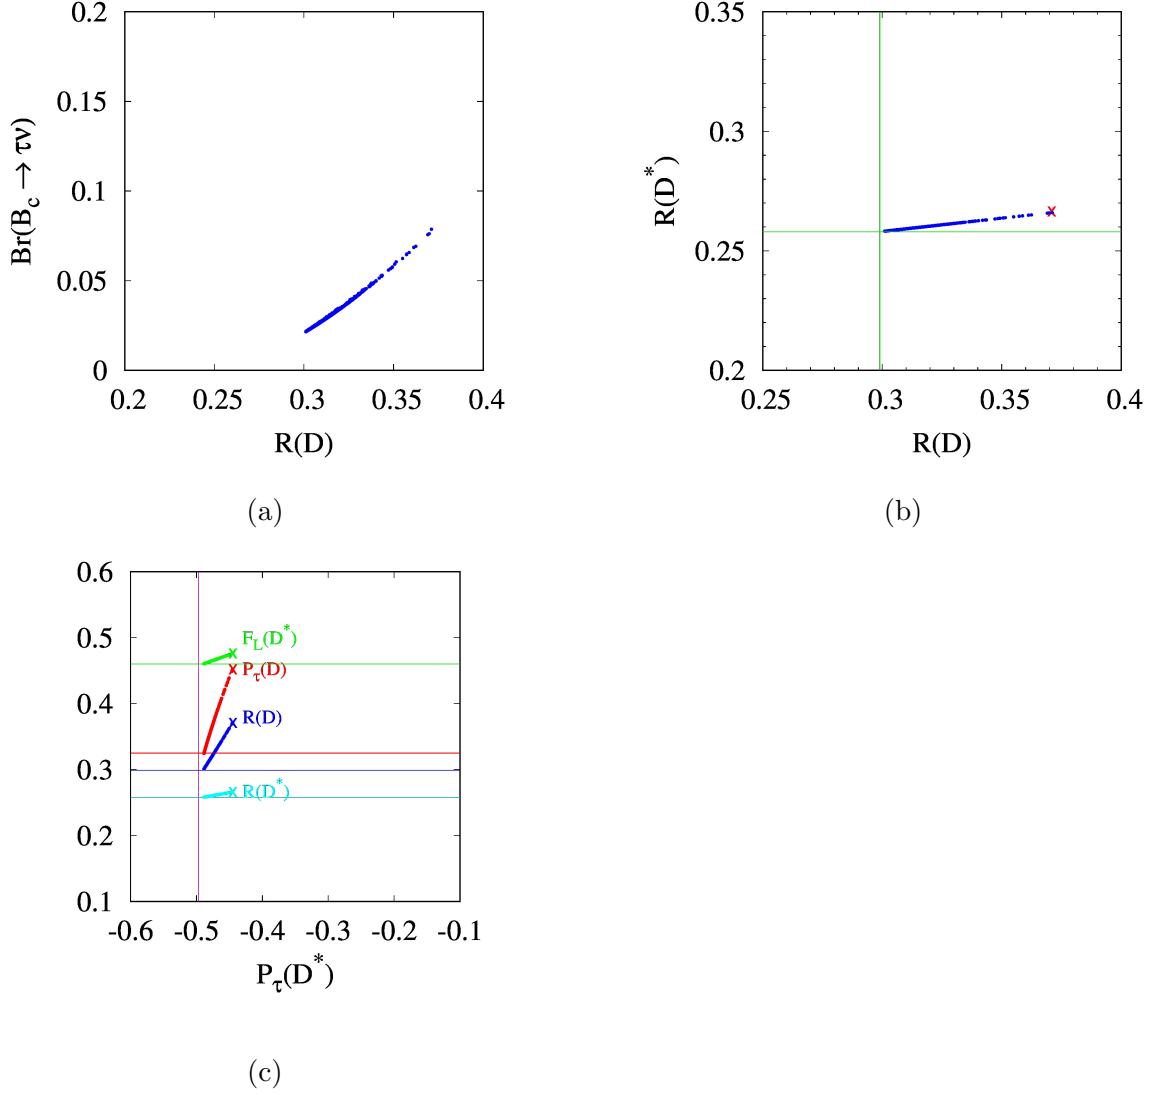 0.2
0.15
0.1
0.05
0
Br(B_c → τν)
0.2 0.25 0.3 0.35 0.4
R(D)
(a)
0.35
0.3
0.25
0.2
R(D*)
0.25 0.3 0.35 0.4
R(D)
(b)
0.6
0.5
0.4
0.3
0.2
0.1
F_L(D*)
P_τ(D)
R(D)
R(D*)
-0.6 -0.5 -0.4 -0.3 -0.2 -0.1
P_τ(D*)
(c)